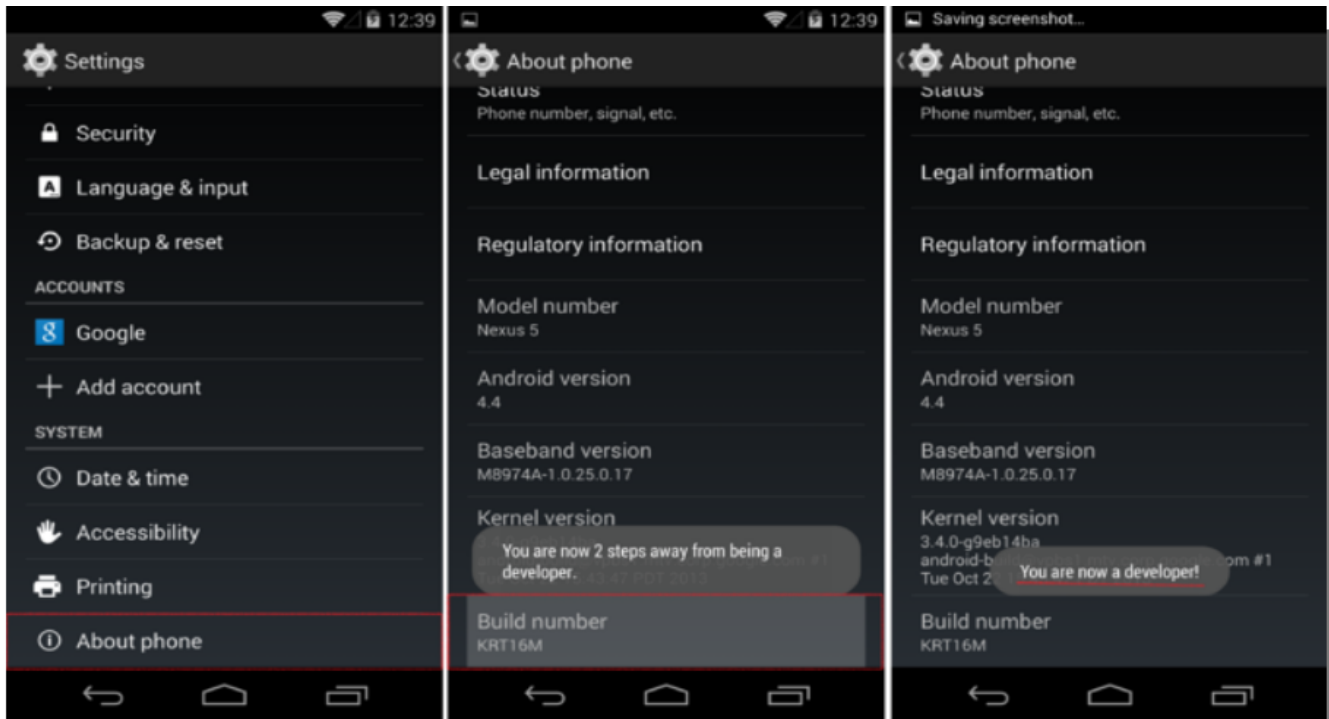 12:39
Settings
Security
Language & input
Backup & reset
ACCOUNTS
Google
Add account
SYSTEM
Date & time
Accessibility
Printing
About phone
12:39
About phone
Status
Phone number, signal, etc.
Legal information
Regulatory information
Model number
Nexus 5
Android version
4.4
Baseband version
M8974A-1.0.25.0.17
Kernel version
You are now 2 steps away from being a
developer.
Build number
KRT16M
Saving screenshot...
About phone
Status
Phone number, signal, etc.
Legal information
Regulatory information
Model number
Nexus 5
Android version
4.4
Baseband version
M8974A-1.0.25.0.17
Kernel version
3.4.0-g9eb14ba
om #1
Tue Oct
You are now a developer!
Build number
KRT16M